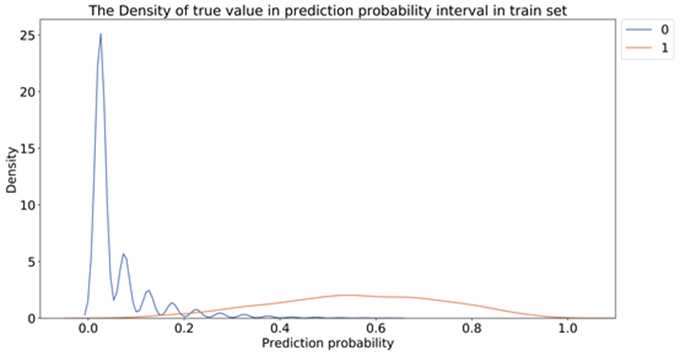 The Density of true value in prediction probability interval in train set
0
1
25
20
15
10
5
0
Density
0.0 0.2 0.4 0.6 0.8 1.0
Prediction probability